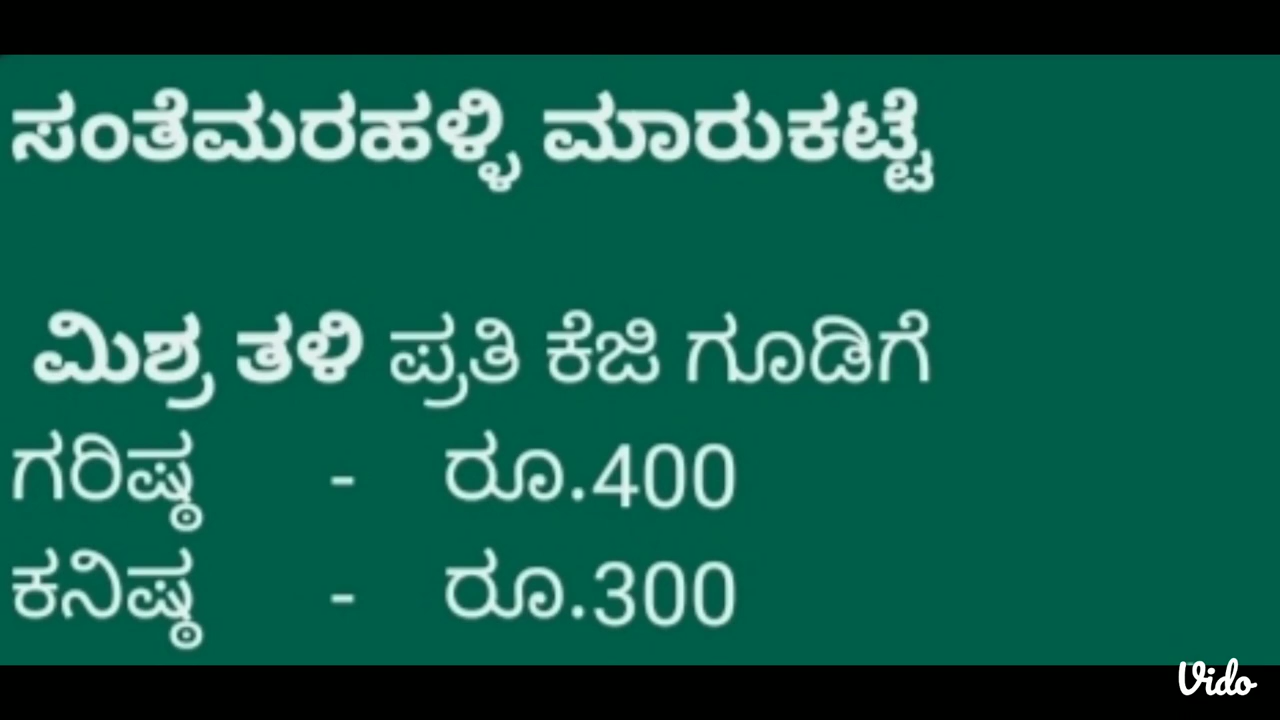 ಸಂತೆಮರಹಳ್ಳಿ ಮಾರುಕಟ್ಟೆ
ಮಿಶ್ರ ತಳಿ ಪ್ರತಿ ಕೆಜಿ ಗೂಡಿಗೆ
ಗರಿಷ್ಠ - ರೂ.400
ಕನಿಷ್ಠ - ರೂ.300
Vido